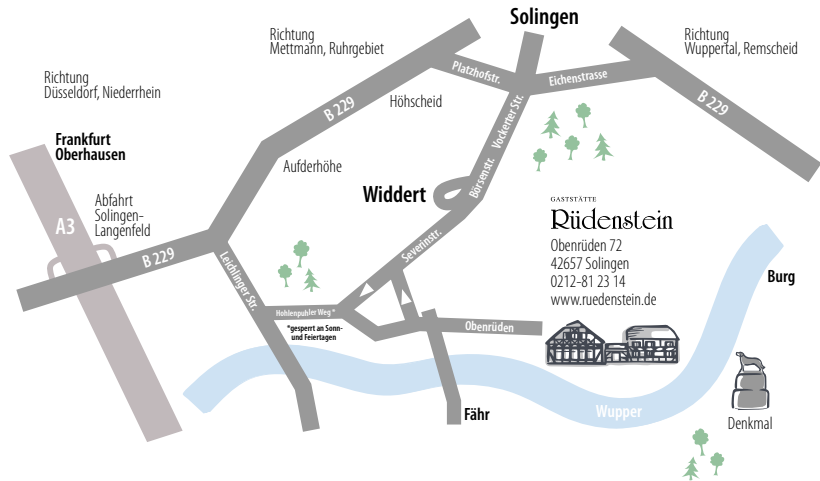 Solingen
Richtung
Mettmann, Ruhrgebiet
Richtung
Wuppertal, Remscheid
Richtung
Düsseldorf, Niederrhein
Platzhofstr.
Eichenstrasse
B 229
Höhscheid
B 229
Vockerter Str.
Frankfurt
Oberhausen
Aufderhöhe
Börsenstr.
Widdert
Abfahrt
Solingen-
Langenfeld
A3
B 229
Severinstr.
Leichlinger Str.
GASTSTÄTTE
Rüdenstein
Obenrüden 72
42657 Solingen
0212-81 23 14
www.ruedenstein.de
Burg
Hohlenpuhler Weg *
*gesperrt an Sonn-
und Feiertagen
Obenrüden
Fähr
Wupper
Denkmal